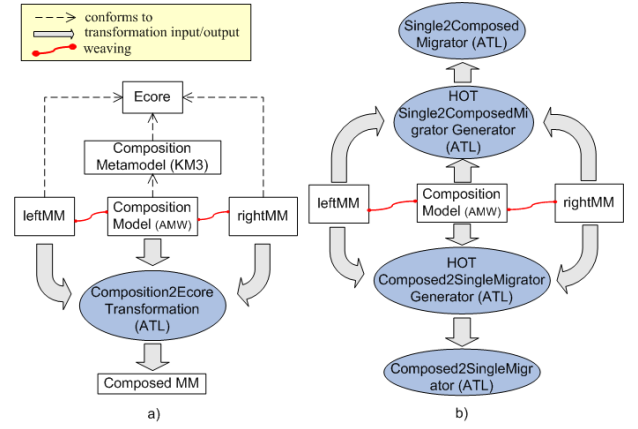 conforms to
transformation input/output
weaving
Ecore
Composition
Metamodel (KM3)
leftMM
Composition
Model (AMW)
rightMM
Composition2Ecore
Transformation
(ATL)
Composed MM
a)
Single2Composed
Migrator (ATL)
HOT
Single2ComposedMi
grator Generator
(ATL)
leftMM
Composition
Model (AMW)
rightMM
HOT
Composed2SingleMigrator
Generator (ATL)
Composed2SingleMigr
ator (ATL)
b)